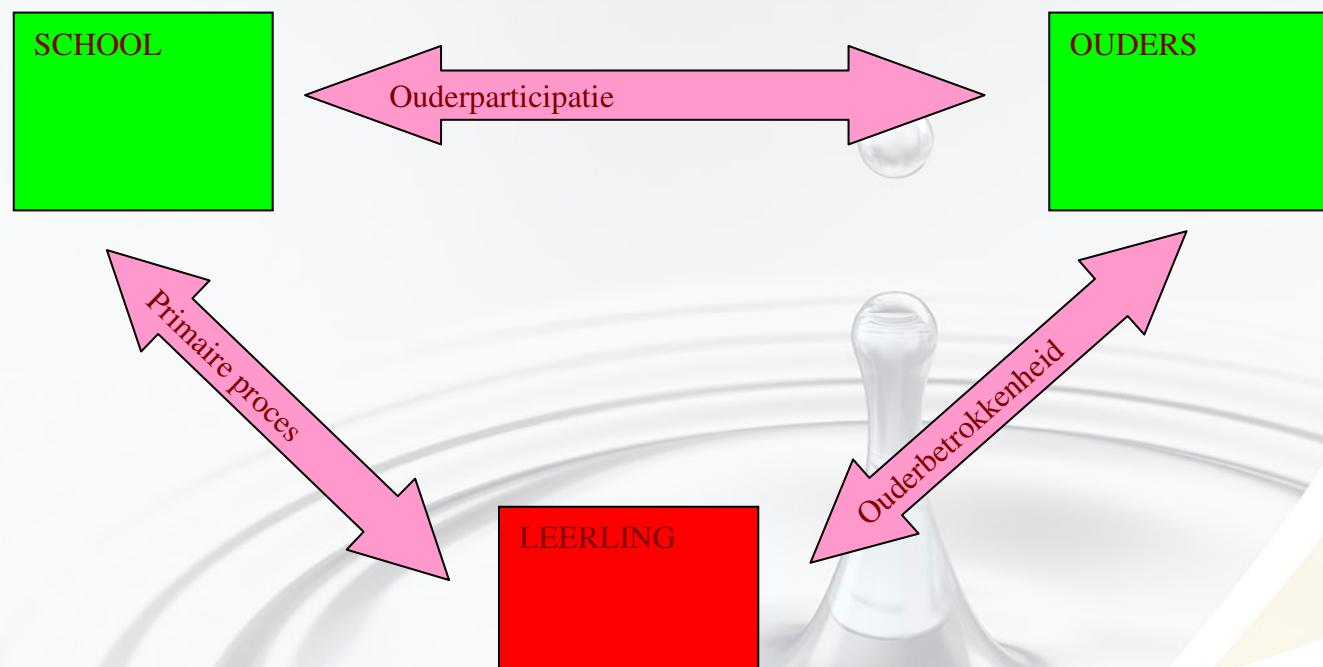 SCHOOL
OUDERS
Ouderparticipatie
Primaire proces
Ouderbetrokkenheid
LEERLING